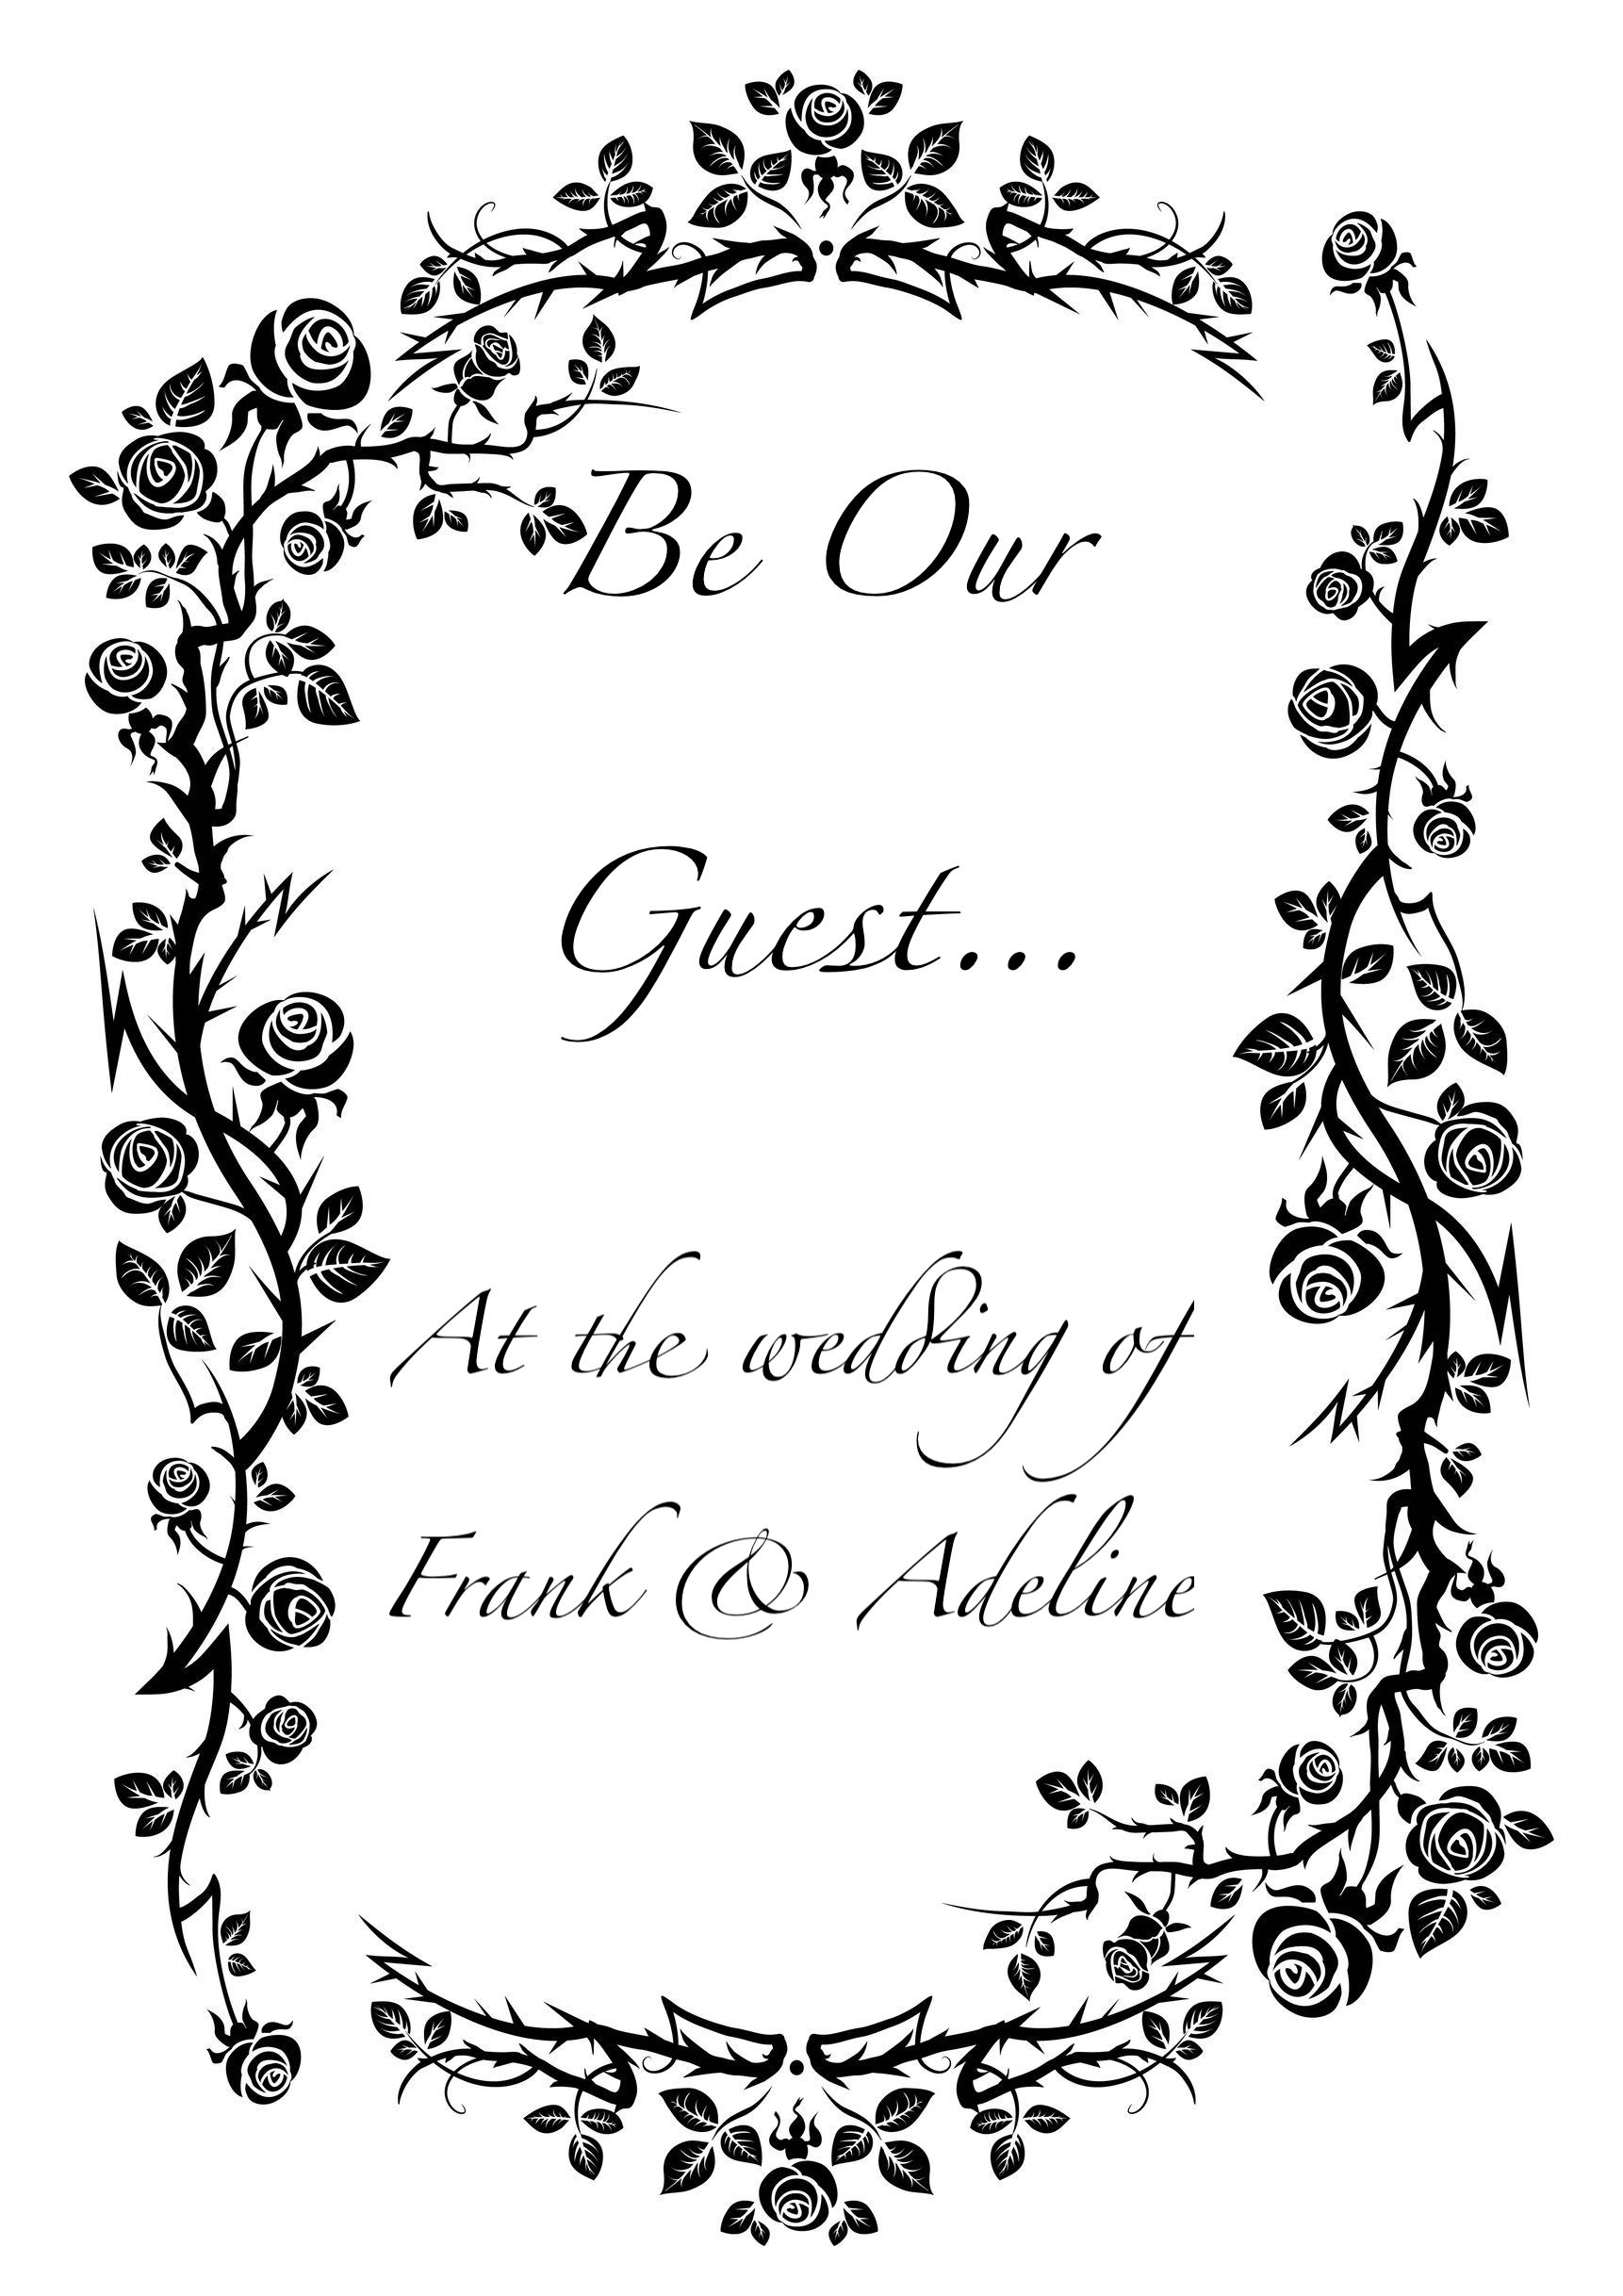 Be Our
Guest...
At the wedding of
Frank & Adeline